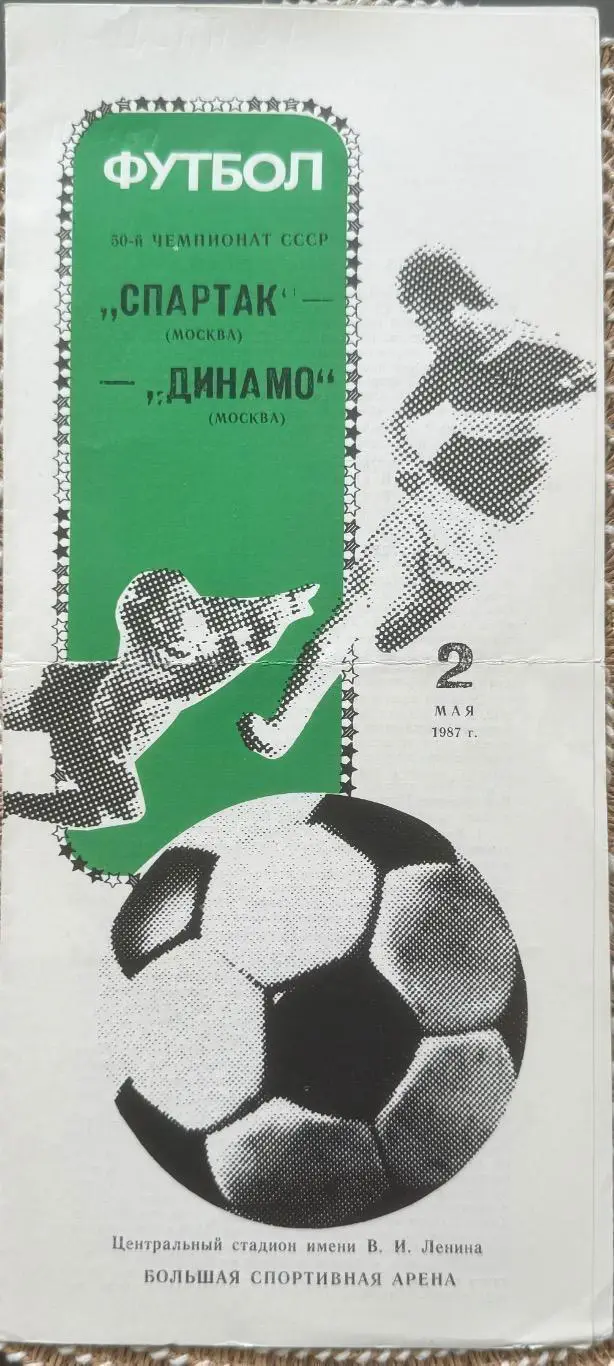 ФУТБОЛ
50-й ЧЕМПИОНАТ СССР
„СПАРТАК“ —
(МОСКВА)
— „ДИНАМО“
(МОСКВА)
2
МАЯ
1987 г.
Центральный стадион имени В. И. Ленина
БОЛЬШАЯ СПОРТИВНАЯ АРЕНА